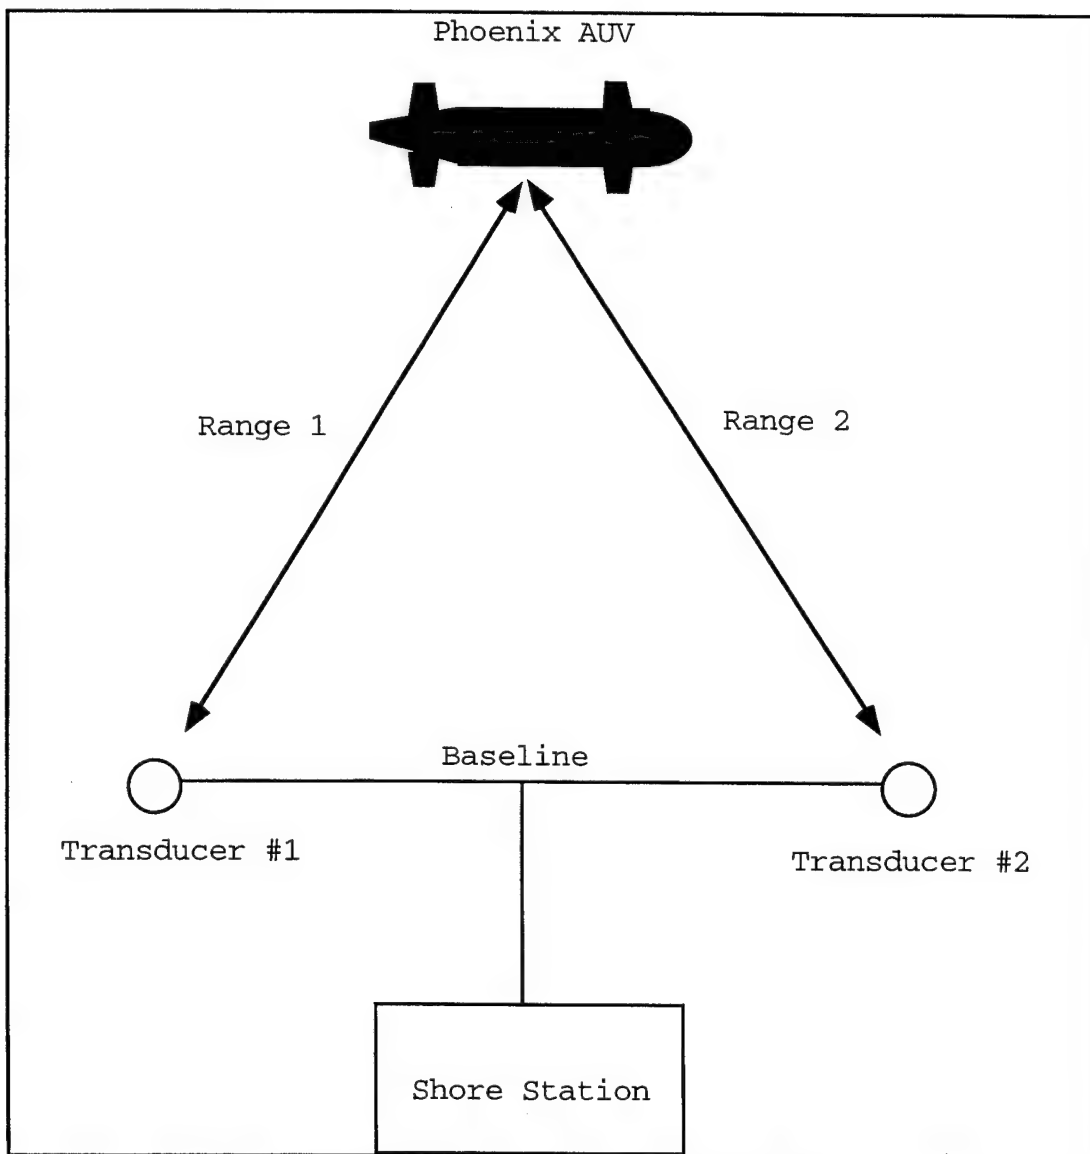 Phoenix AUV
Range 1
Range 2
Baseline
Transducer #1
Transducer #2
Shore Station